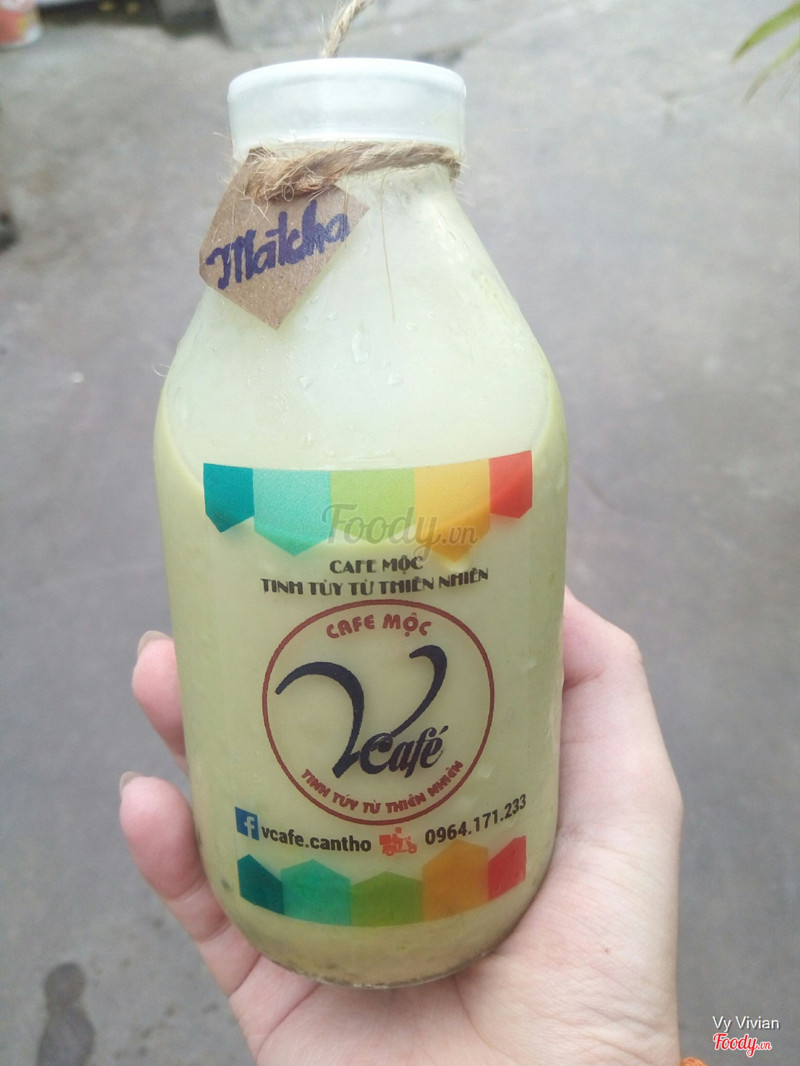 Matcha
Foody.vn
CAFE MỘC
TINH TÚY TỪ THIÊN NHIÊN
CAFE MỘC
V Café
TINH TÚY TỪ THIÊN NHIÊN
f vcafe.cantho 0964.171.233
Vy Vivian
Foody.vn